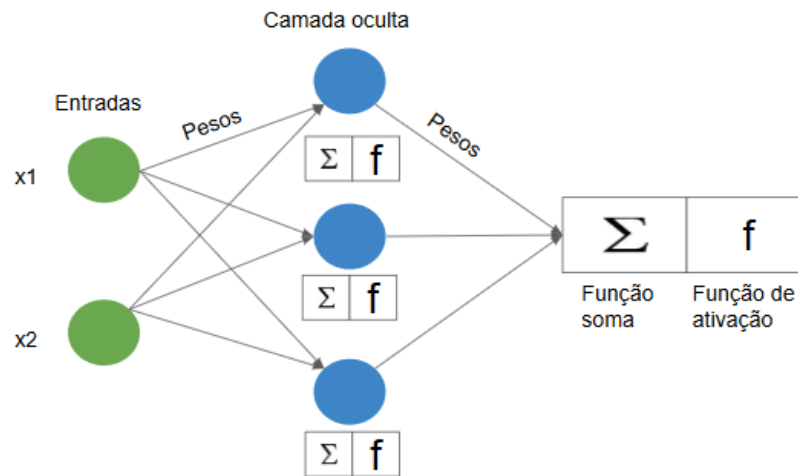 Camada oculta
Entradas
Pesos
Pesos
x1
Σ f
Σ f
Σ f
x2
Σ f
Função soma
Função de ativação